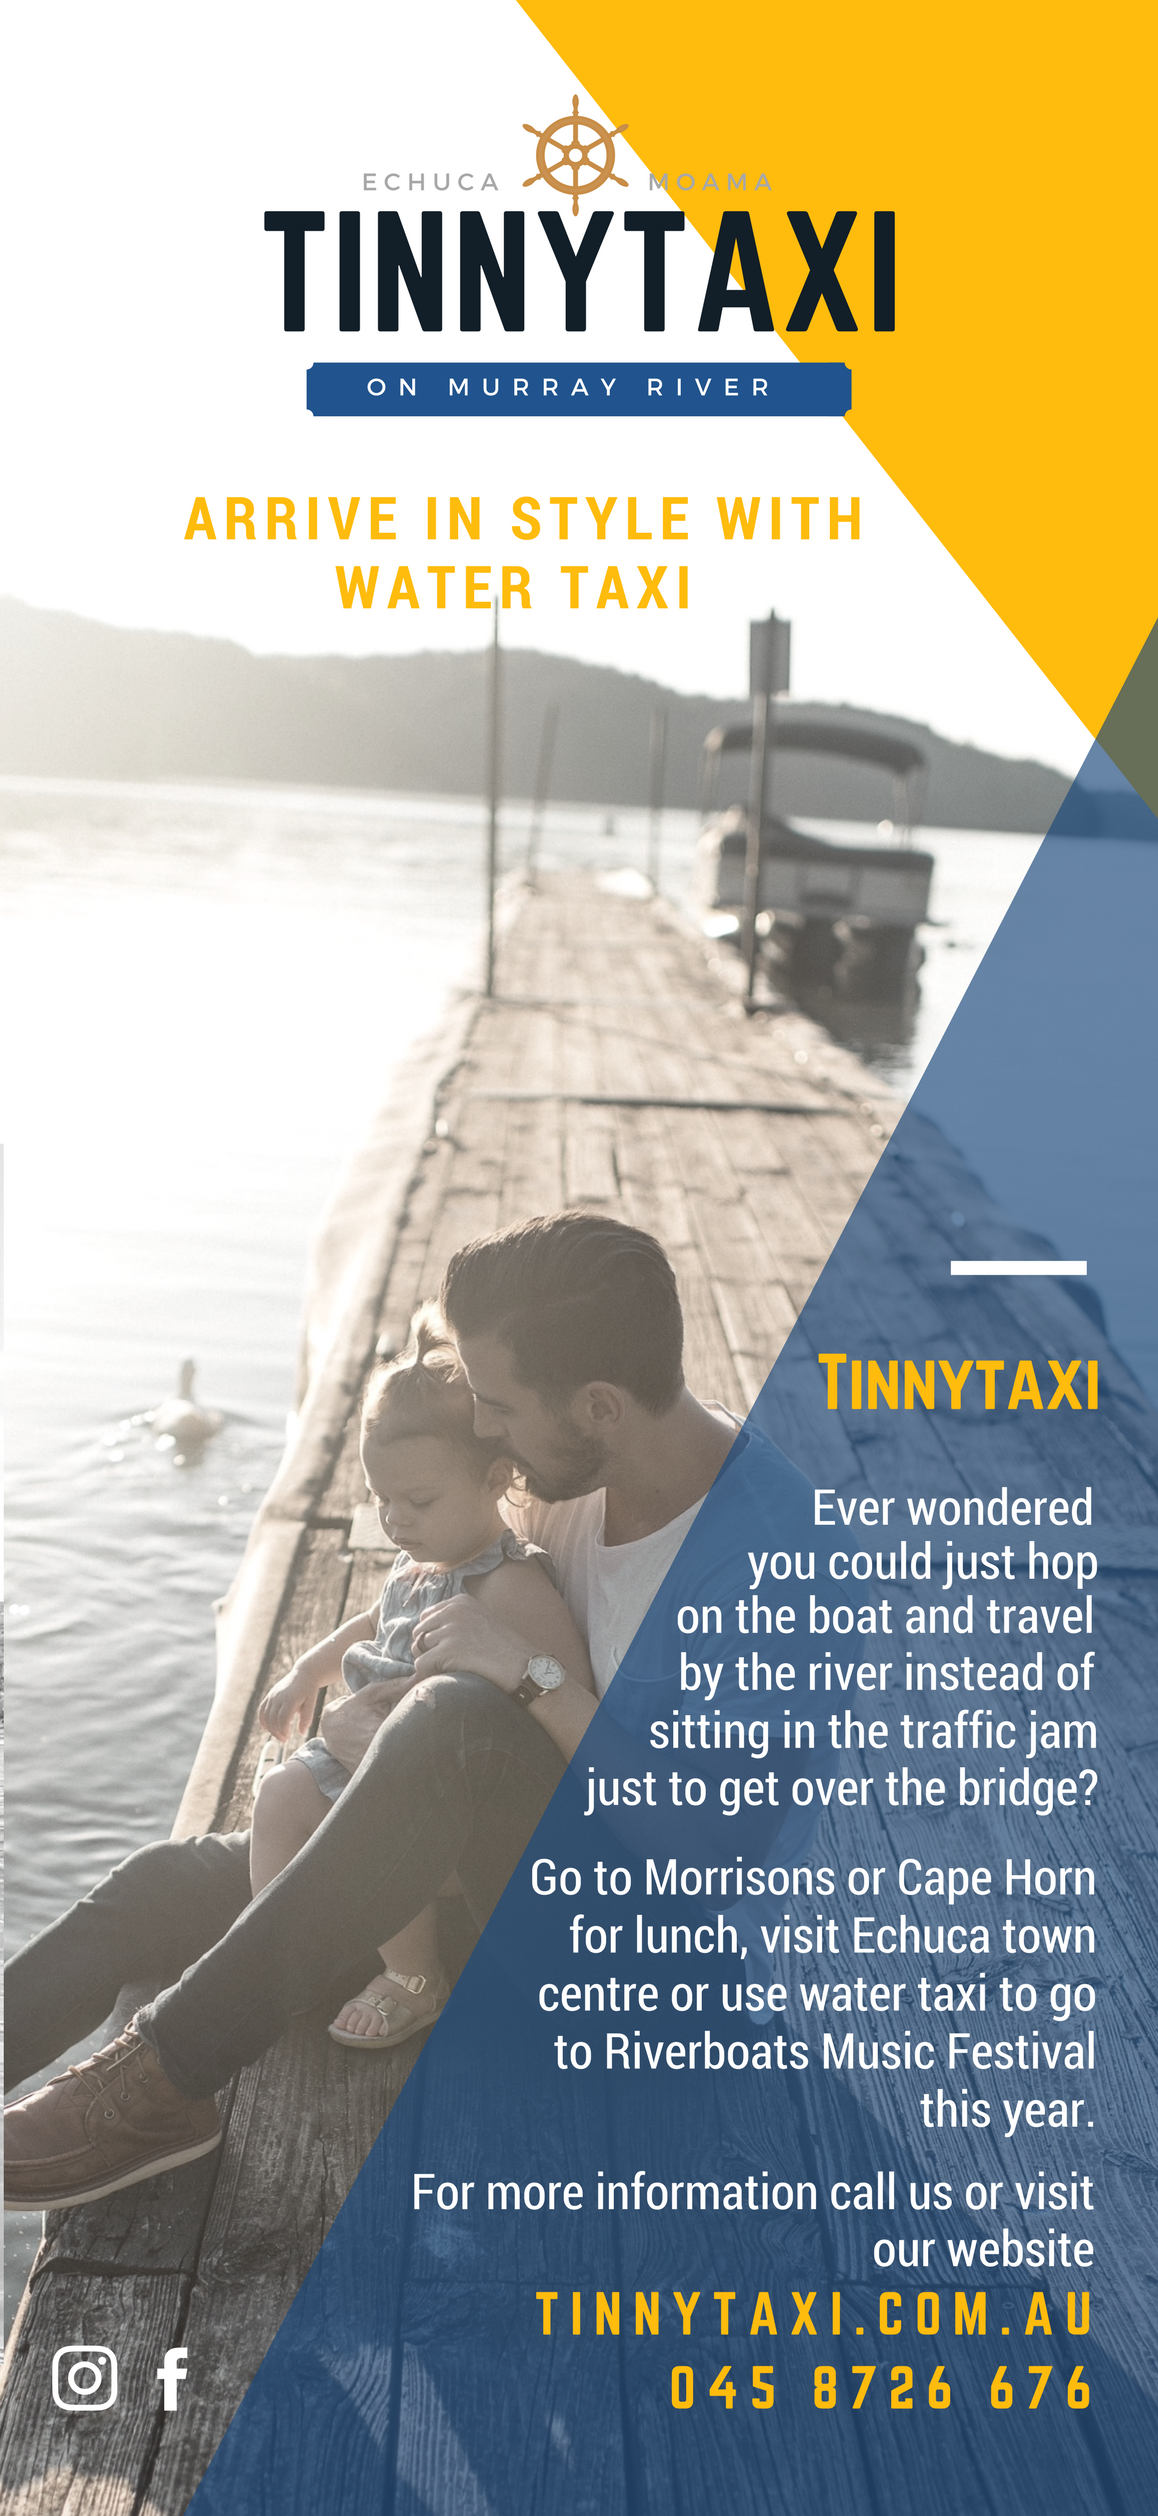 ECHUCA MOAMA
TINNYTAXI
ON MURRAY RIVER
ARRIVE IN STYLE WITH
WATER TAXI
TINNYTAXI
Ever wondered
you could just hop
on the boat and travel
by the river instead of
sitting in the traffic jam
just to get over the bridge?
Go to Morrisons or Cape Horn
for lunch, visit Echuca town
centre or use water taxi to go
to Riverboats Music Festival
this year.
For more information call us or visit
our website
TINNYTAXI.COM.AU
045 8726 676